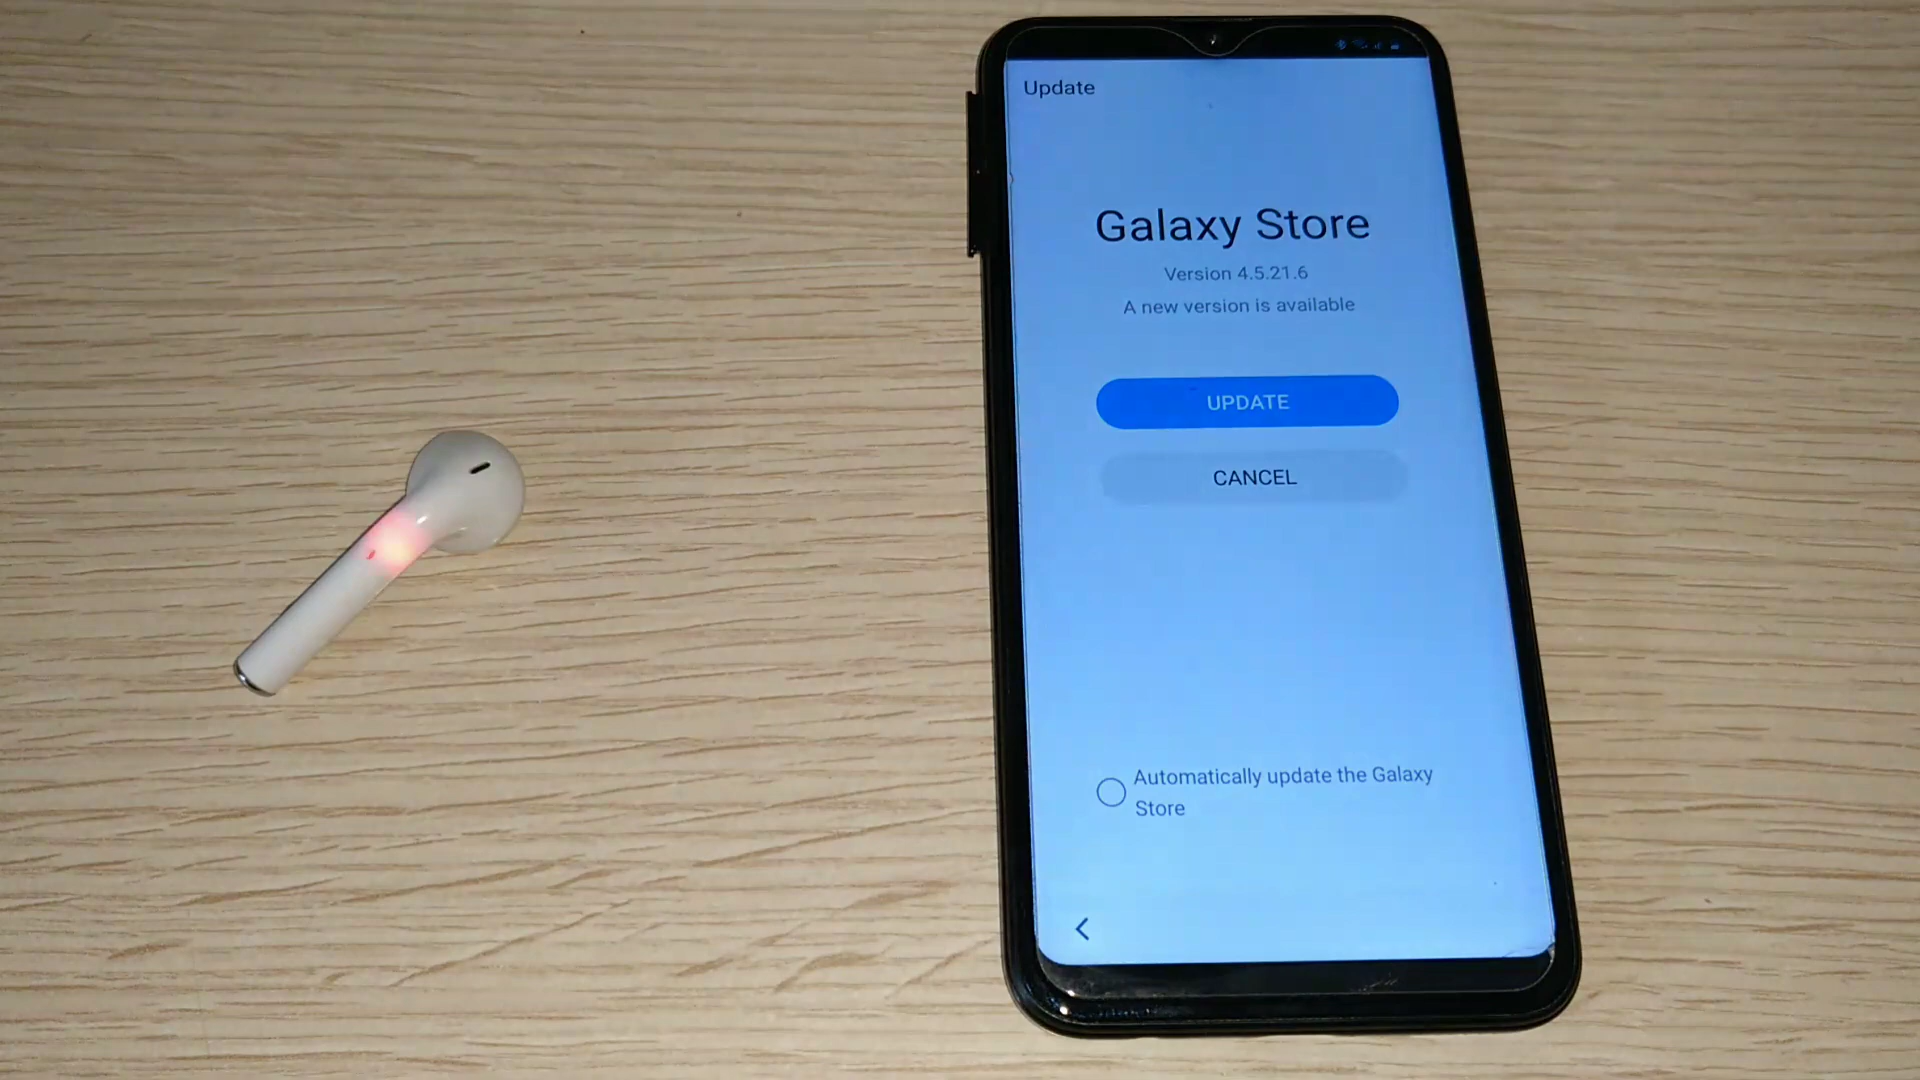 Update
Galaxy Store
Version 4.5.21.6
A new version is available
UPDATE
CANCEL
Automatically update the Galaxy
Store